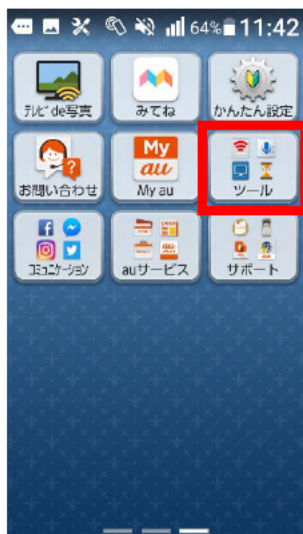 64% 11:42
テレビde写真 みてね かんたん設定
My
au
お問い合わせ My au ツール
コミュニケーション auサービス サポート